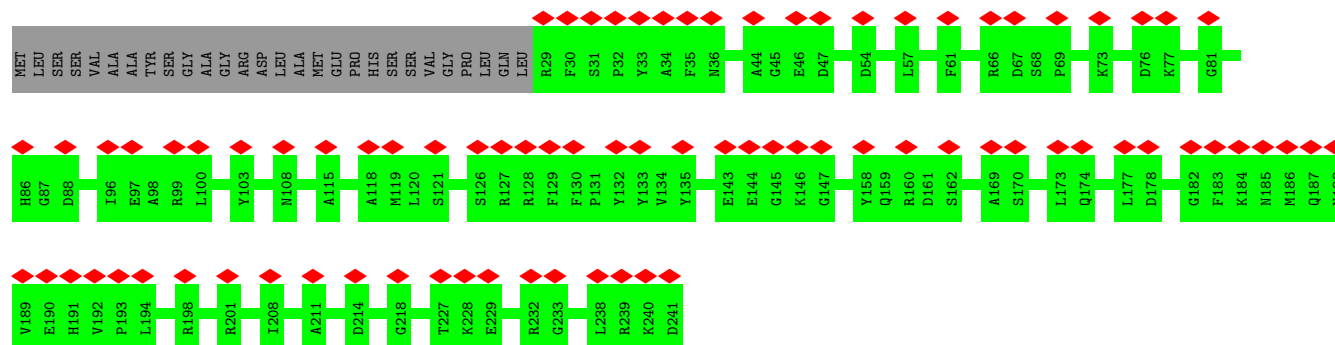 MET LEU SER SER VAL ALA ALA TYR SER GLY ALA GLY ARG ASP LEU ALA MET GLU PRO HIS SER SER VAL GLY PRO LEU GLN LEU R29 F30 S31 P32 Y33 A34 F35 N36 A44 G45 E46 D47 D54 L57 F61 R66 D67 S68 P69 K73 D76 K77 G81
H86 G87 D88 I96 E97 A98 R99 L100 Y103 N108 A115 A118 M119 L120 S121 S126 R127 R128 F129 F130 P131 Y132 Y133 V134 Y135 E143 E144 G145 K146 G147 Y158 Q159 R160 D161 S162 A169 S170 L173 Q174 L177 D178 G182 F183 K184 N185 M186 Q187
V189 E190 H191 V192 P193 L194 R198 R201 I208 A211 D214 G218 T227 K228 E229 R232 G233 L238 R239 K240 D241